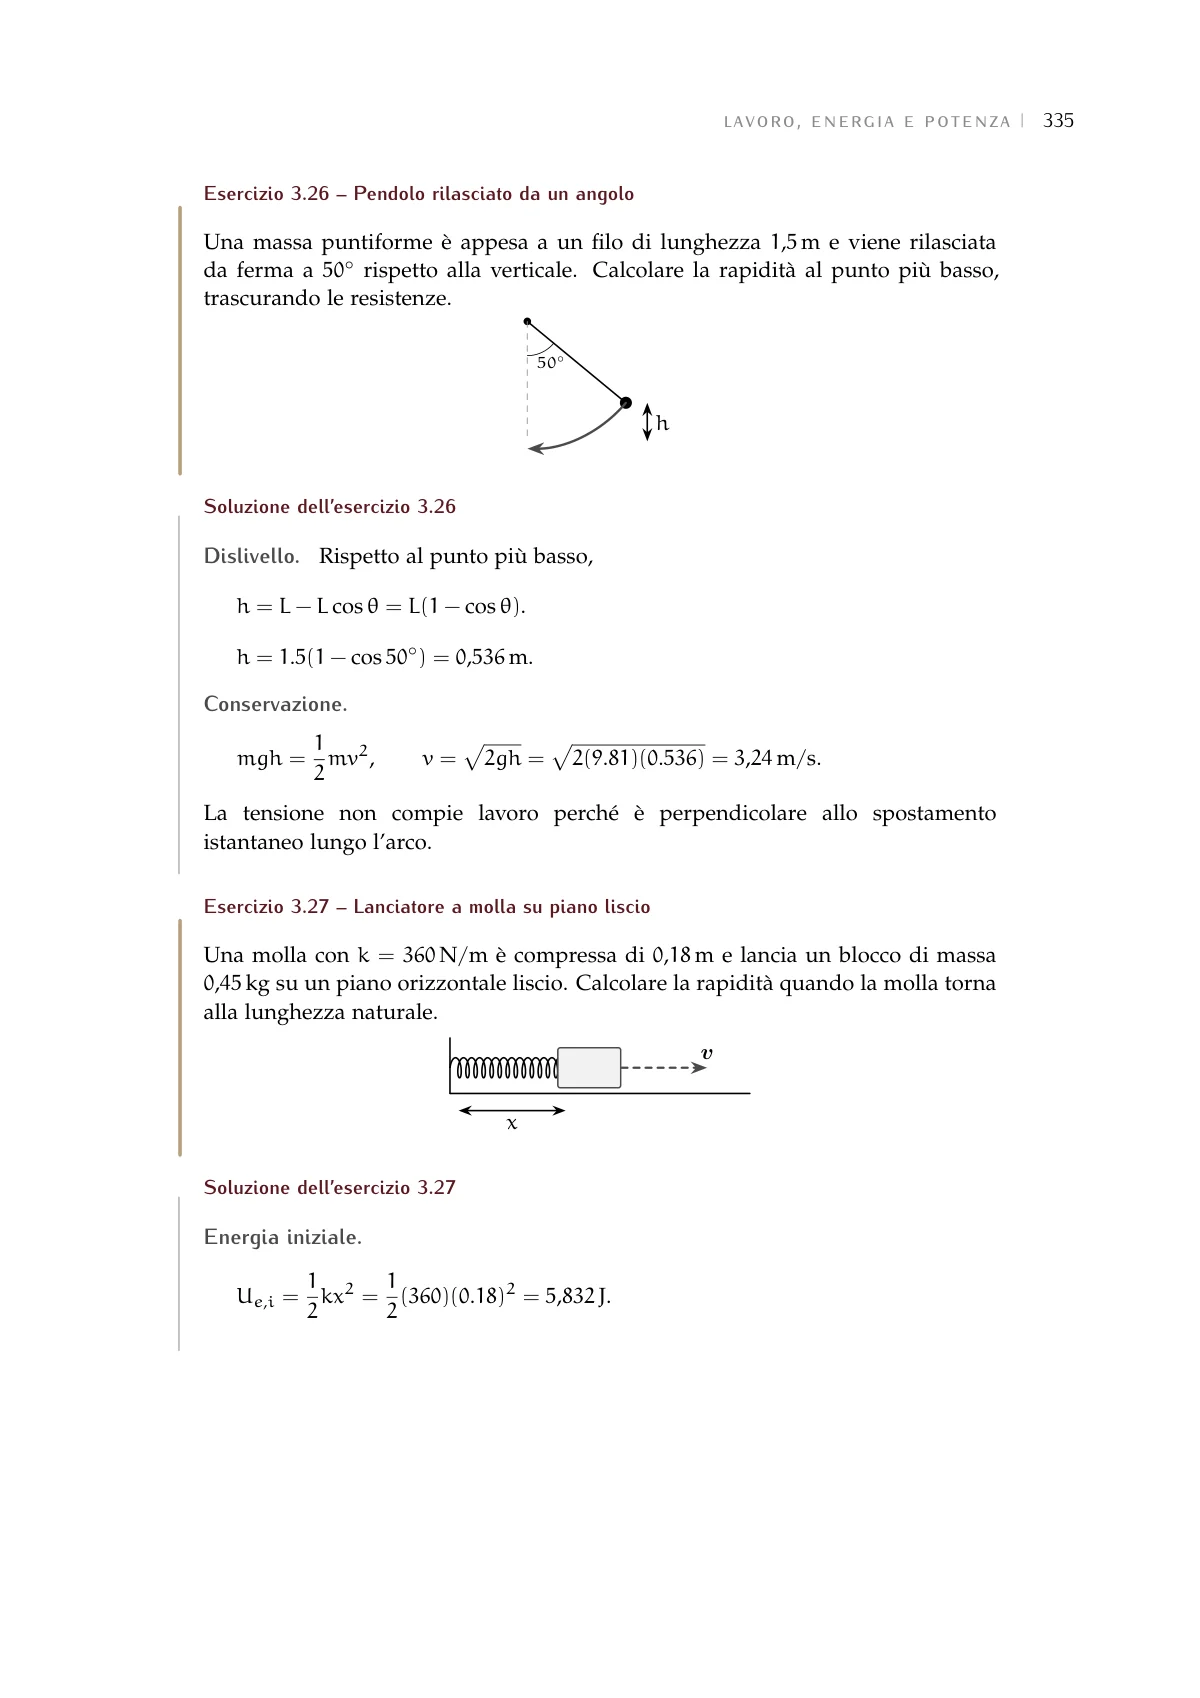 LAVORO, ENERGIA E POTENZA | 335
Esercizio 3.26 – Pendolo rilasciato da un angolo
Una massa puntiforme è appesa a un filo di lunghezza 1,5 m e viene rilasciata
da ferma a 50° rispetto alla verticale. Calcolare la rapidità al punto più basso,
trascurando le resistenze.
50°
h
Soluzione dell'esercizio 3.26
Dislivello. Rispetto al punto più basso,
h = L − L cos θ = L(1 − cos θ).
h = 1.5(1 − cos 50°) = 0,536 m.
Conservazione.
mgh = 1/2 mv², v = √2gh = √2(9.81)(0.536) = 3,24 m/s.
La tensione non compie lavoro perché è perpendicolare allo spostamento
istantaneo lungo l'arco.
Esercizio 3.27 – Lanciatore a molla su piano liscio
Una molla con k = 360 N/m è compressa di 0,18 m e lancia un blocco di massa
0,45 kg su un piano orizzontale liscio. Calcolare la rapidità quando la molla torna
alla lunghezza naturale.
v
x
Soluzione dell'esercizio 3.27
Energia iniziale.
U_e,i = 1/2 kx² = 1/2 (360)(0.18)² = 5,832 J.